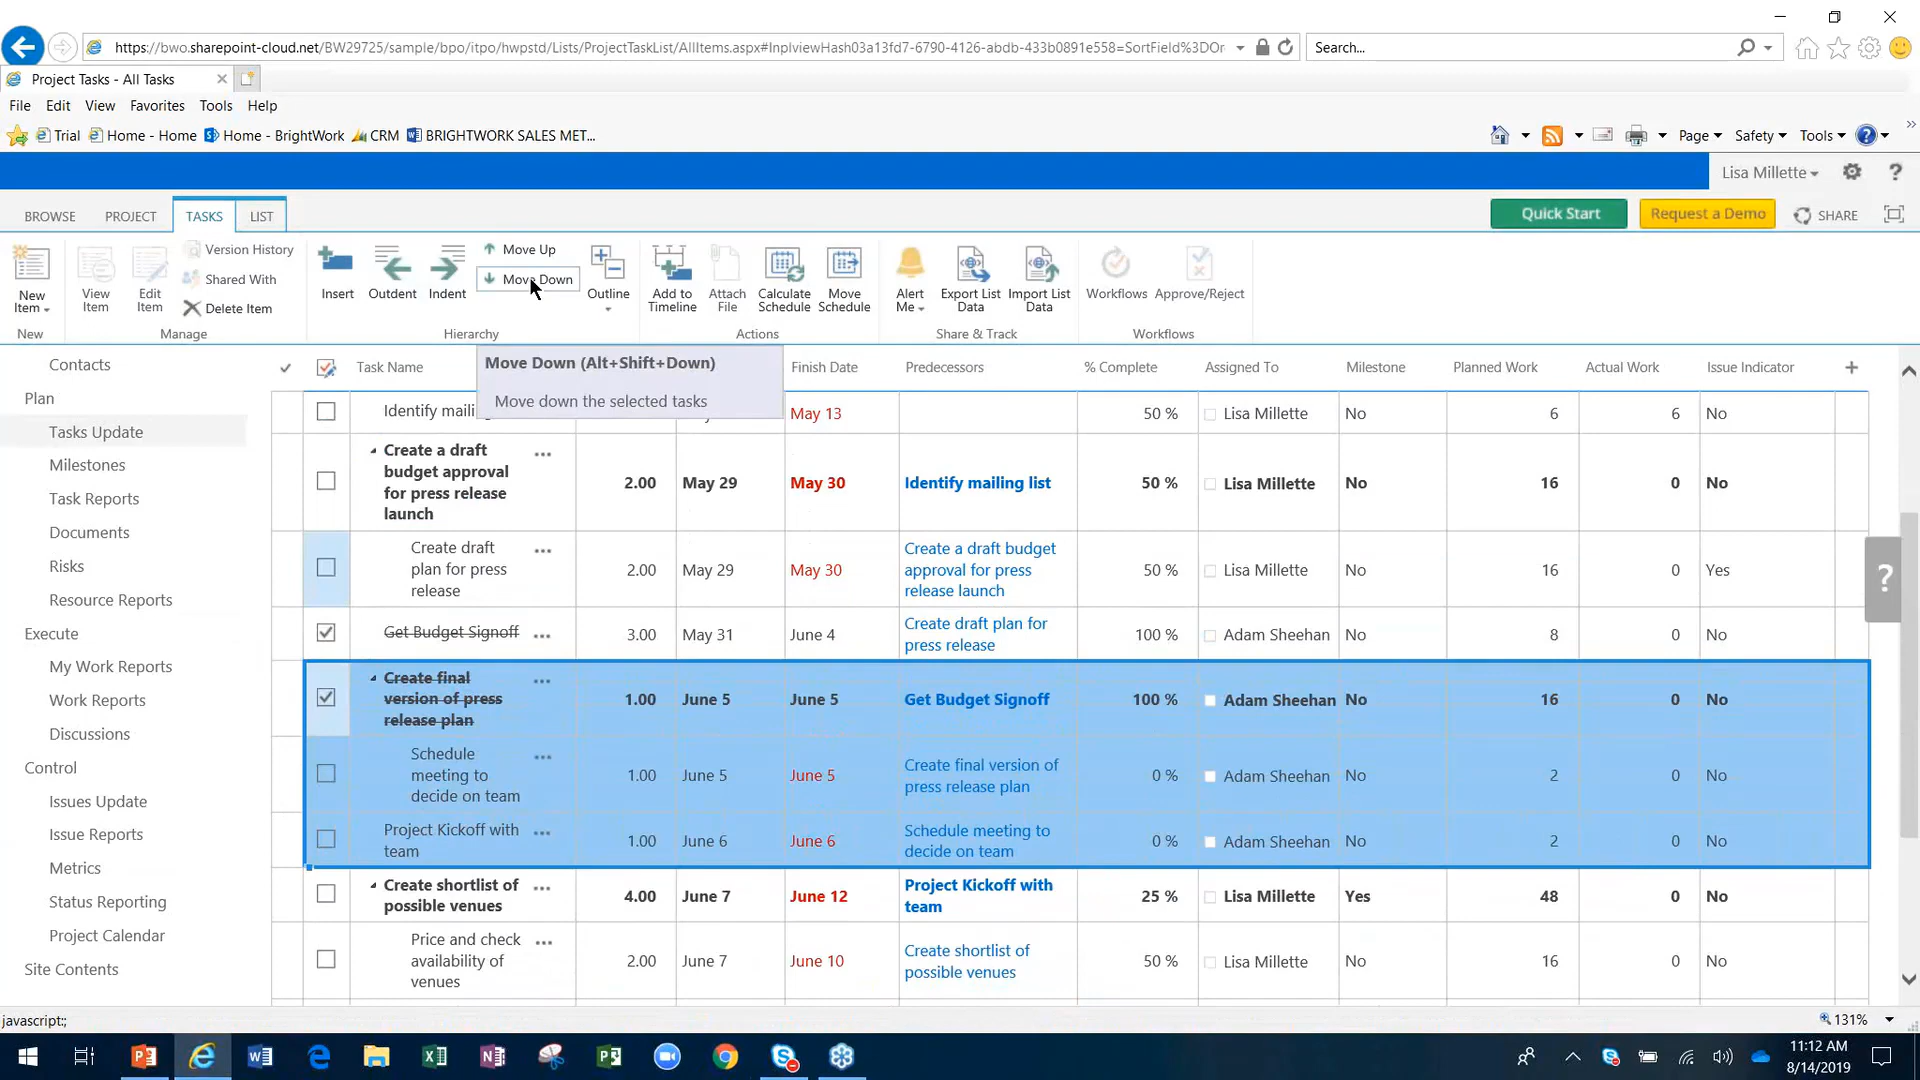 https://bwo.sharepoint-cloud.net/BW29725/sample/bpo/itpo/hwpstd/Lists/ProjectTaskList/AllItems.aspx#InplviewHash03a13fd7-6790-4126-abdb-433b0891e558=SortField%3DOr
Search...
Project Tasks - All Tasks
File Edit View Favorites Tools Help
Trial Home - Home Home - BrightWork CRM BRIGHTWORK SALES MET...
Page Safety Tools
Lisa Millette
BROWSE PROJECT TASKS LIST
Quick Start Request a Demo SHARE
New Item
View Item
Edit Item
Version History
Shared With
Delete Item
Insert
Outdent
Indent
Move Up
Move Down
Outline
Add to Timeline
Attach File
Calculate Schedule
Move Schedule
Alert Me
Export List Data
Import List Data
Workflows
Approve/Reject
New Manage Hierarchy Actions Share & Track Workflows
Move Down (Alt+Shift+Down)
Move down the selected tasks
Contacts
Plan
Tasks Update
Milestones
Task Reports
Documents
Risks
Resource Reports
Execute
My Work Reports
Work Reports
Discussions
Control
Issues Update
Issue Reports
Metrics
Status Reporting
Project Calendar
Site Contents
Task Name Finish Date Predecessors % Complete Assigned To Milestone Planned Work Actual Work Issue Indicator
Identify maili May 13 50 % Lisa Millette No 6 6 No
Create a draft
budget approval
for press release
launch
2.00 May 29 May 30 Identify mailing list 50 % Lisa Millette No 16 0 No
Create draft
plan for press
release
2.00 May 29 May 30
Create a draft budget
approval for press
release launch
50 % Lisa Millette No 16 0 Yes
Get Budget Signoff 3.00 May 31 June 4
Create draft plan for
press release
100 % Adam Sheehan No 8 0 No
Create final
version of press
release plan
1.00 June 5 June 5 Get Budget Signoff 100 % Adam Sheehan No 16 0 No
Schedule
meeting to
decide on team
1.00 June 5 June 5
Create final version of
press release plan
0 % Adam Sheehan No 2 0 No
Project Kickoff with
team
1.00 June 6 June 6
Schedule meeting to
decide on team
0 % Adam Sheehan No 2 0 No
Create shortlist of
possible venues
4.00 June 7 June 12
Project Kickoff with
team
25 % Lisa Millette Yes 48 0 No
Price and check
availability of
venues
2.00 June 7 June 10
Create shortlist of
possible venues
50 % Lisa Millette No 16 0 No
javascript:;
131%
11:12 AM
8/14/2019